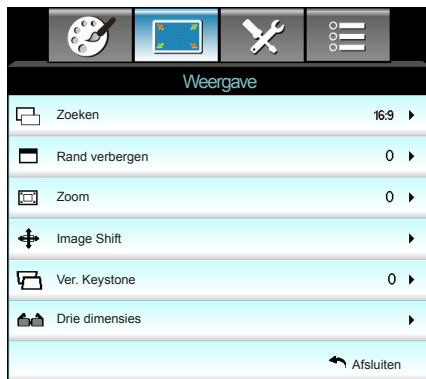 Weergave
Zoeken 16:9
Rand verbergen 0
Zoom 0
Image Shift
Ver. Keystone 0
Drie dimensies
Afsluiten